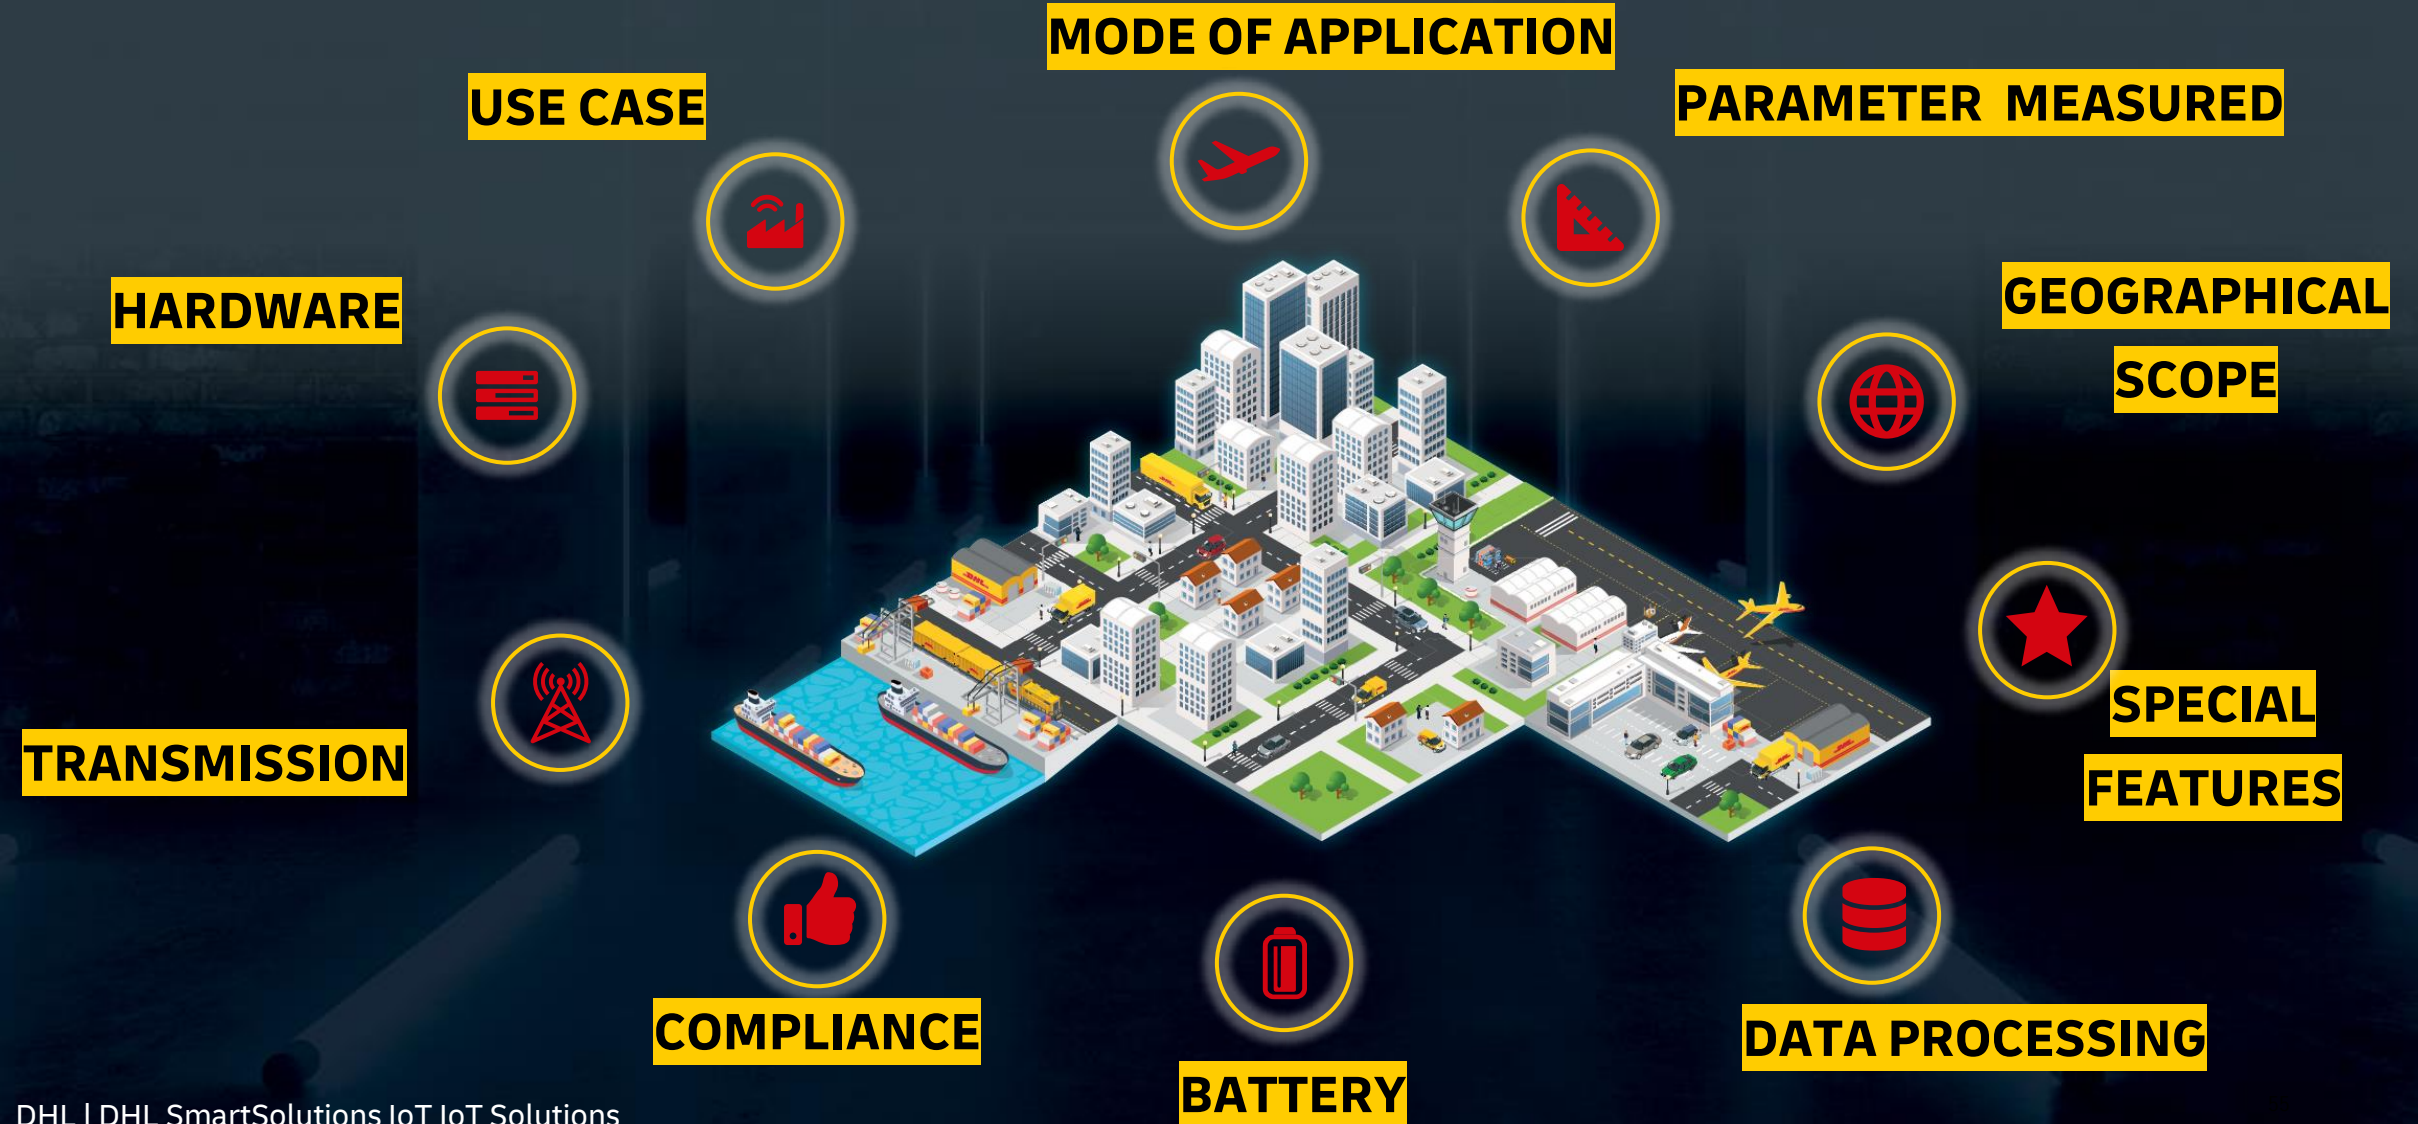 MODE OF APPLICATION
USE CASE
PARAMETER MEASURED
HARDWARE
GEOGRAPHICAL
SCOPE
TRANSMISSION
SPECIAL
FEATURES
COMPLIANCE
DATA PROCESSING
BATTERY
DHL | DHL SmartSolutions IoT IoT Solutions